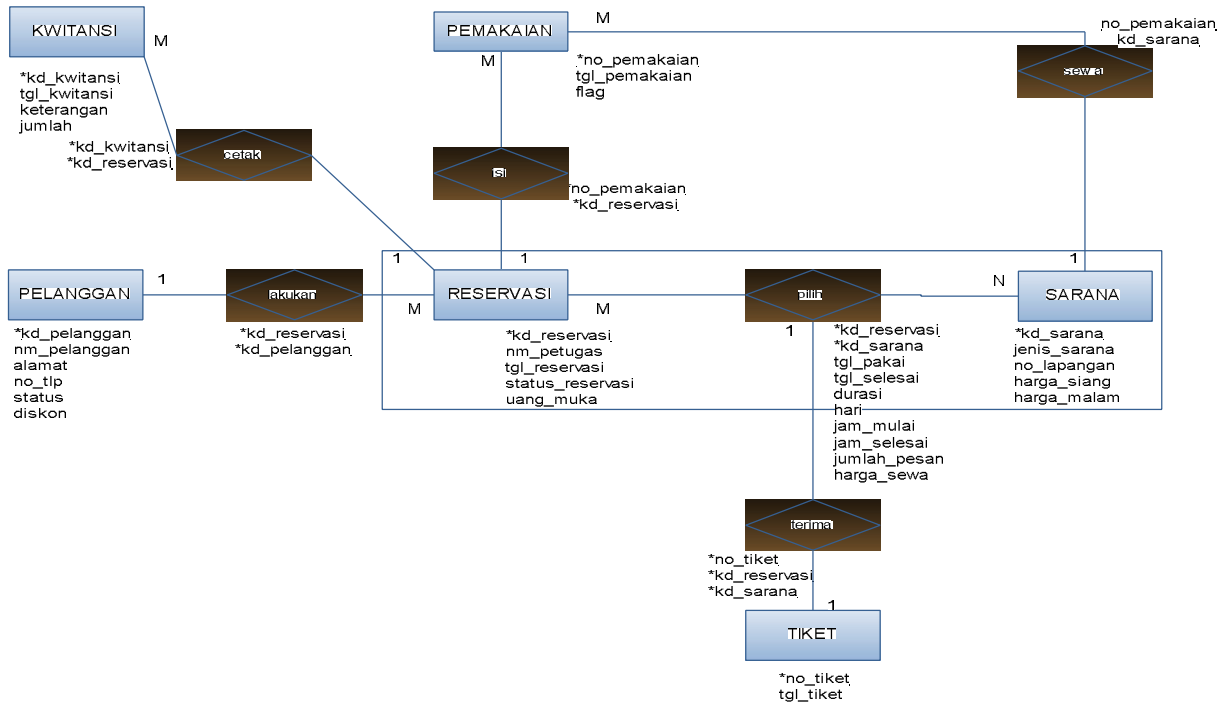 KWITANSI
M
*kd_kwitansi
tgl_kwitansi
keterangan
jumlah
*kd_kwitansi
*kd_reservasi
cetak
PEMAKAIAN
M
M
*no_pemakaian
tgl_pemakaian
flag
no_pemakaian
kd_sarana
sewa
isi
*no_pemakaian
*kd_reservasi
1
1
1
PELANGGAN
1
lakukan
M
RESERVASI
M
pilih
N
SARANA
*kd_pelanggan
nm_pelanggan
alamat
no_tlp
status
diskon
*kd_reservasi
*kd_pelanggan
*kd_reservasi
nm_petugas
tgl_reservasi
status_reservasi
uang_muka
1
*kd_reservasi
*kd_sarana
tgl_pakai
tgl_selesai
durasi
hari
jam_mulai
jam_selesai
jumlah_pesan
harga_sewa
*kd_sarana
jenis_sarana
no_lapangan
harga_siang
harga_malam
terima
*no_tiket
*kd_reservasi
*kd_sarana
1
TIKET
*no_tiket
tgl_tiket